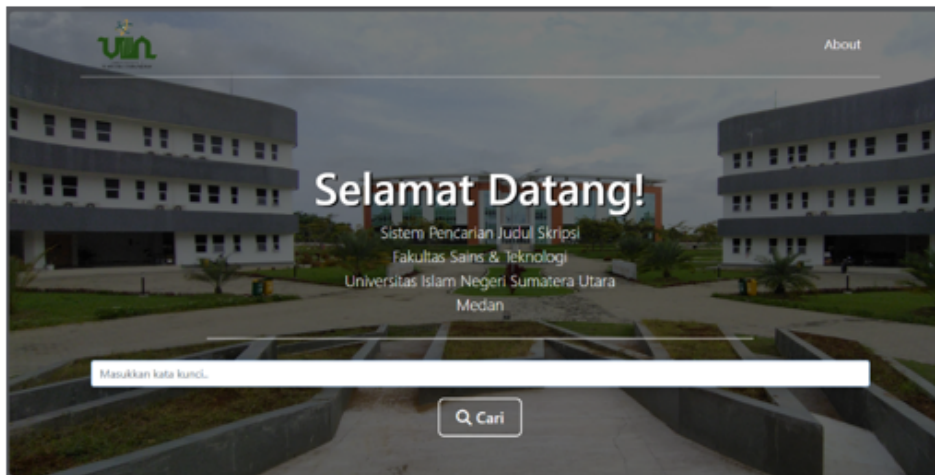 UIN
About
Selamat Datang!
Sistem Pencarian Judul Skripsi
Fakultas Sains & Teknologi
Universitas Islam Negeri Sumatera Utara
Medan
Masukkan kata kunci..
Cari